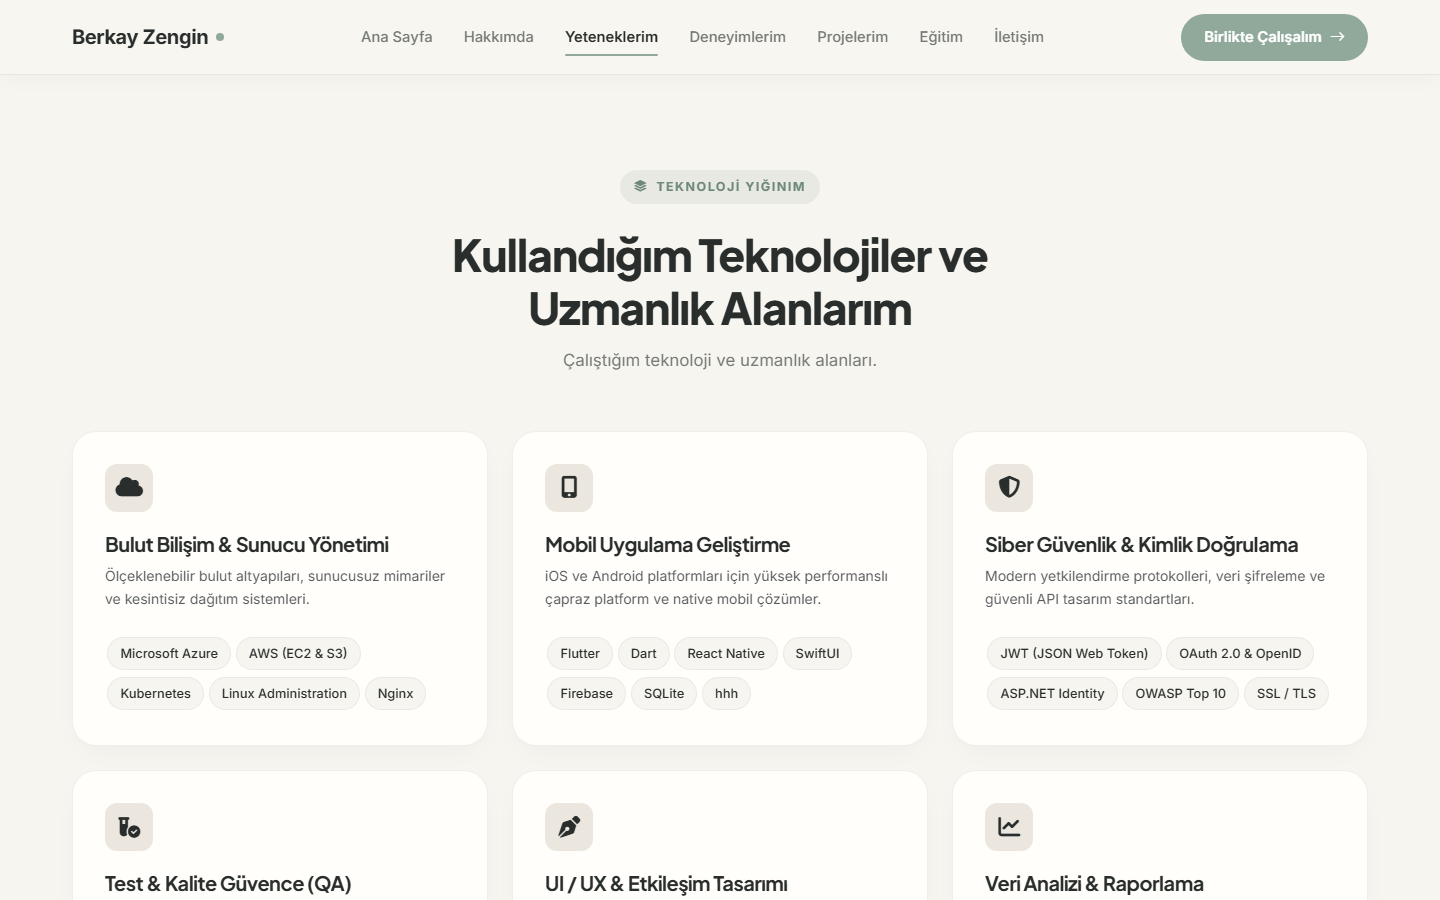 Berkay Zengin
Ana Sayfa
Hakkımda
Yeteneklerim
Deneyimlerim
Projelerim
Eğitim
İletişim
Birlikte Çalışalım →
TEKNOLOJİ YIĞINIM
Kullandığım Teknolojiler ve
Uzmanlık Alanlarım
Çalıştığım teknoloji ve uzmanlık alanları.
Bulut Bilişim & Sunucu Yönetimi
Ölçeklenebilir bulut altyapıları, sunucusuz mimariler
ve kesintisiz dağıtım sistemleri.
Microsoft Azure
AWS (EC2 & S3)
Kubernetes
Linux Administration
Nginx
Mobil Uygulama Geliştirme
iOS ve Android platformları için yüksek performanslı
çapraz platform ve native mobil çözümler.
Flutter
Dart
React Native
SwiftUI
Firebase
SQLite
hhh
Siber Güvenlik & Kimlik Doğrulama
Modern yetkilendirme protokolleri, veri şifreleme ve
güvenli API tasarım standartları.
JWT (JSON Web Token)
OAuth 2.0 & OpenID
ASP.NET Identity
OWASP Top 10
SSL / TLS
Test & Kalite Güvence (QA)
UI / UX & Etkileşim Tasarımı
Veri Analizi & Raporlama